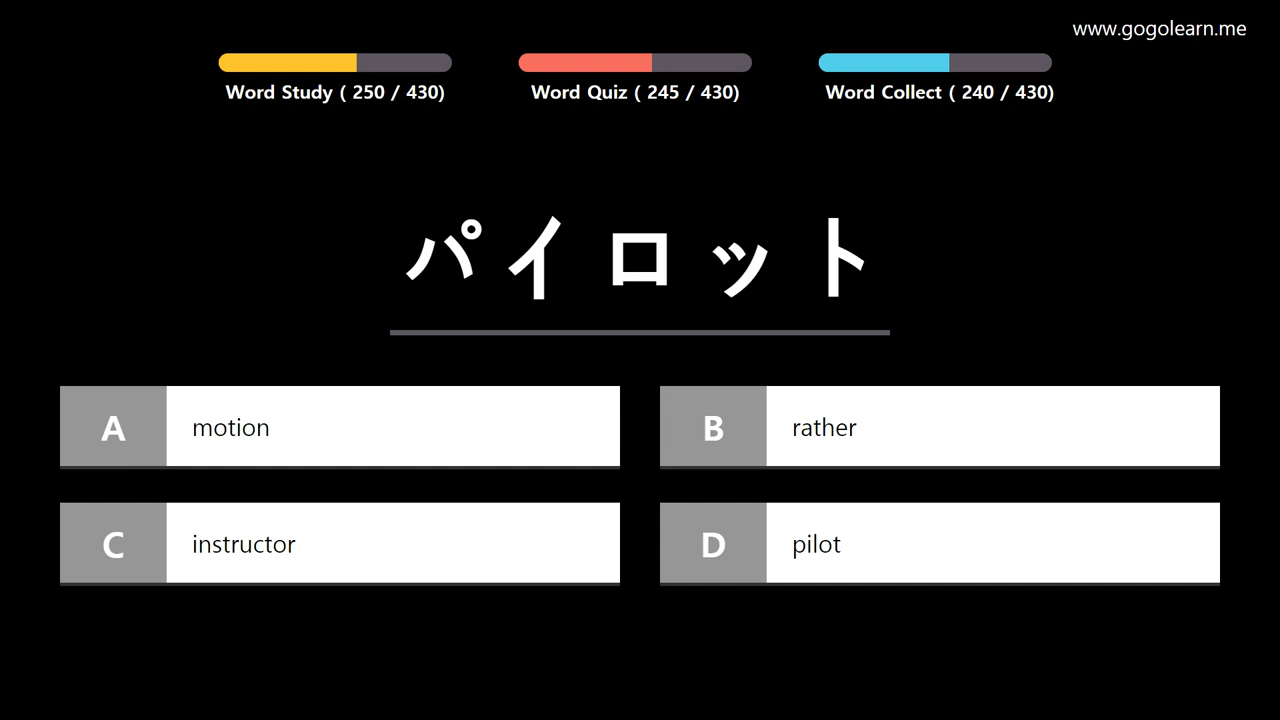 www.gogolearn.me
Word Study ( 250 / 430)
Word Quiz ( 245 / 430)
Word Collect ( 240 / 430)
パイロット
A motion
B rather
C instructor
D pilot